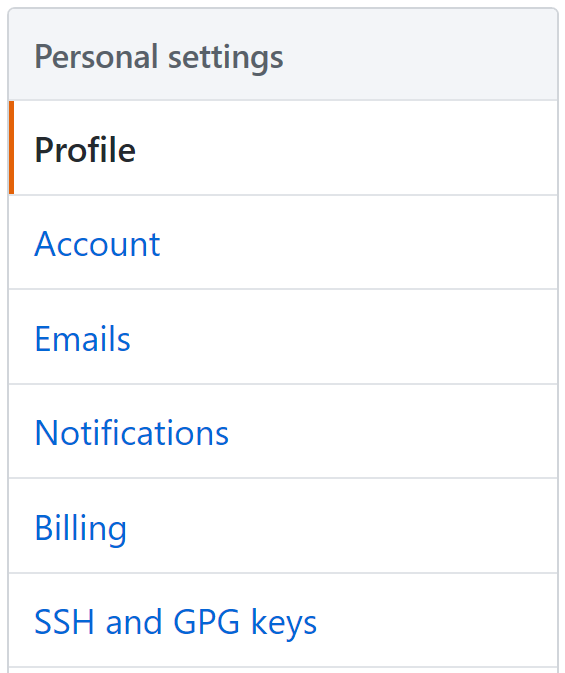 Personal settings
Profile
Account
Emails
Notifications
Billing
SSH and GPG keys